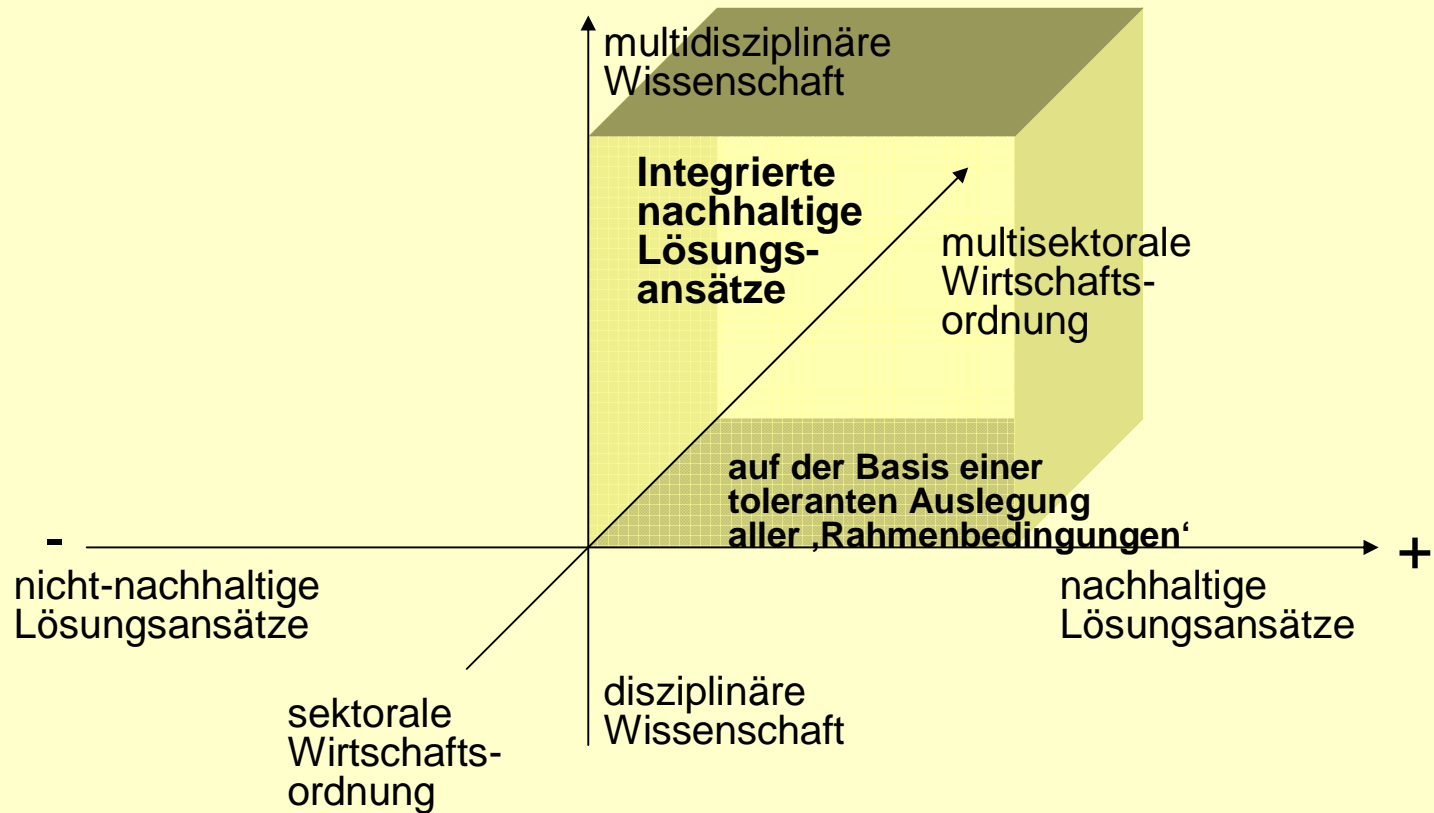 multidisziplinäre
Wissenschaft
Integrierte
nachhaltige
Lösungs-
ansätze
multisektorale
Wirtschafts-
ordnung
auf der Basis einer
toleranten Auslegung
aller ‚Rahmenbedingungen‘
-
+
nicht-nachhaltige
Lösungsansätze
nachhaltige
Lösungsansätze
sektorale
Wirtschafts-
ordnung
disziplinäre
Wissenschaft